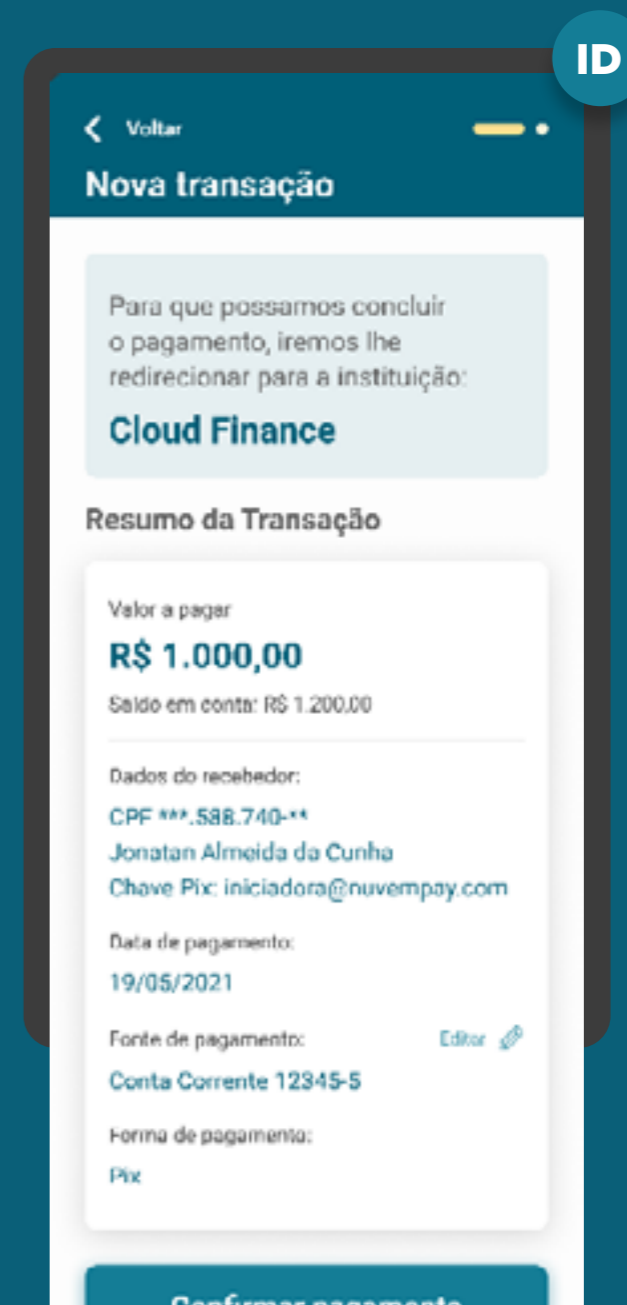 ID
Voltar
Nova transação
Para que possamos concluir
o pagamento, iremos lhe
redirecionar para a instituição:
Cloud Finance
Resumo da Transação
Valor a pagar
R$ 1.000,00
Saldo em conta: R$ 1.200,00
Dados do recebedor:
CPF ***.588.740-**
Jonatan Almeida da Cunha
Chave Pix: iniciadora@nuvempay.com
Data de pagamento:
19/05/2021
Fonte de pagamento:
Editar
Conta Corrente 12345-5
Forma de pagamento:
Pix
Confirmar pagamento